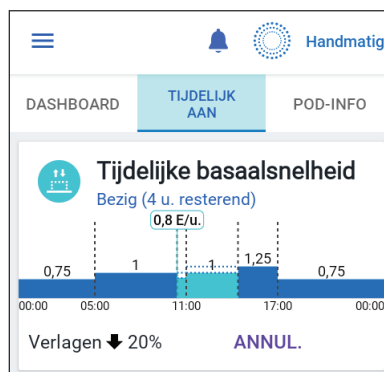 Handmatig
DASHBOARD
TIJDELIJK
AAN
POD-INFO
Tijdelijke basaalsnelheid
Bezig (4 u. resterend)
0,8 E/u.
0,75 1 1 1,25 0,75
00:00 05:00 11:00 17:00 00:00
Verlagen 20% ANNUL.